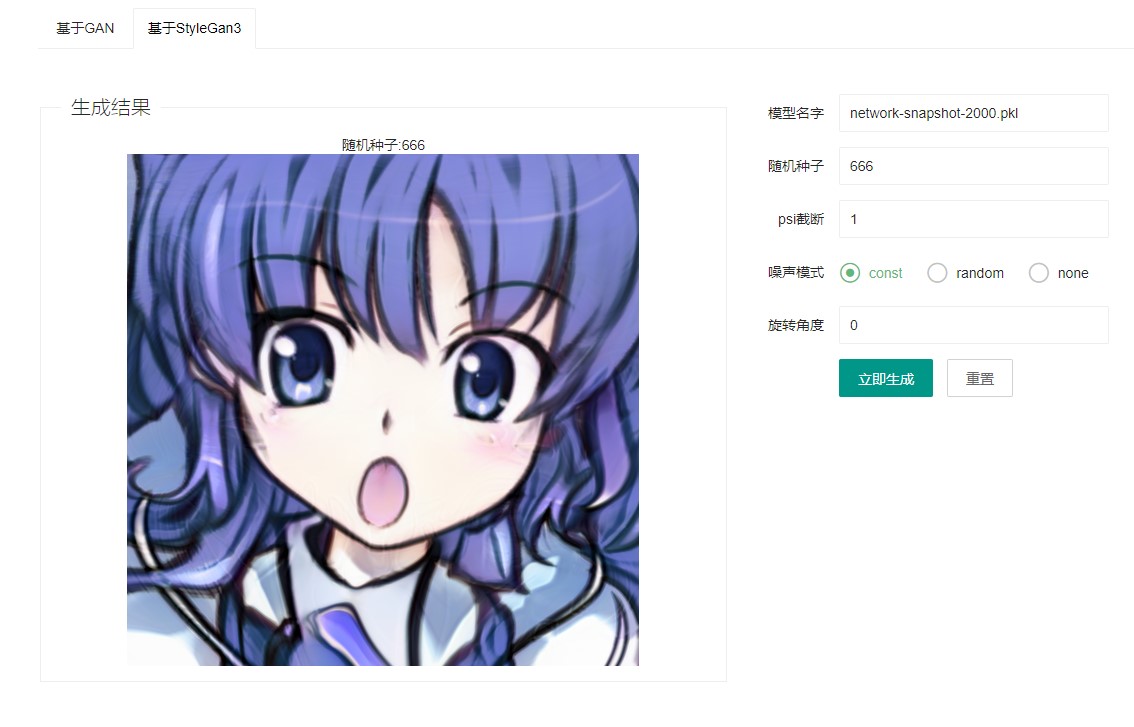 基于GAN
基于StyleGan3
生成结果
随机种子:666
模型名字
network-snapshot-2000.pkl
随机种子
666
psi截断
1
噪声模式
const
random
none
旋转角度
0
立即生成
重置